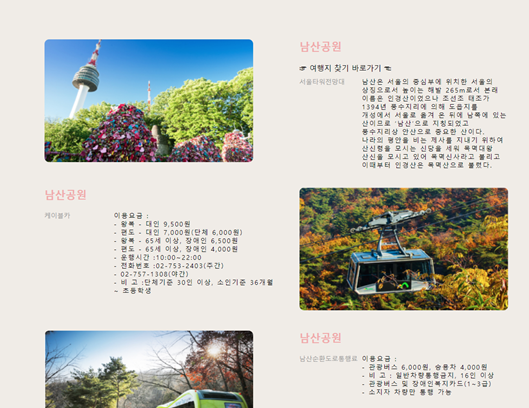 남산공원
☞ 여행지 찾기 바로가기 ☜
서울타워전망대
남산은 서울의 중심부에 위치한 서울의
상징으로서 높이는 해발 265m로서 본래
이름은 인경산이었으나 조선조 태조가
1394년 풍수지리에 의해 도읍지를
개성에서 서울로 옮겨 온 뒤에 남쪽에 있는
산이므로 '남산'으로 지칭되었고
풍수지리상 안산으로 중요한 산이다.
나라의 평안을 비는 제사를 지내기 위하여
산신령을 모시는 신당을 세워 목멱대왕
산신을 모시고 있어 목멱신사라고 불리고
이때부터 인경산은 목멱산으로 불렸다.
남산공원
케이블카
이용요금 :
- 왕복 - 대인 9,500원
- 편도 - 대인 7,000원(단체 6,000원)
- 왕복 - 65세 이상, 장애인 6,500원
- 편도 - 65세 이상, 장애인 4,000원
- 운행시간 :10:00~22:00
- 전화번호 :02-753-2403(주간)
- 02-757-1308(야간)
- 비 고 :단체기준 30인 이상, 소인기준 36개월
~ 초등학생
남산공원
남산순환도로통행료
이용요금 :
- 관광버스 6,000원, 승용차 4,000원
- 비 고 : 일반차량통행금지, 16인 이상
- 관광버스 및 장애인복지카드(1~3급)
- 소지자 차량만 통행 가능